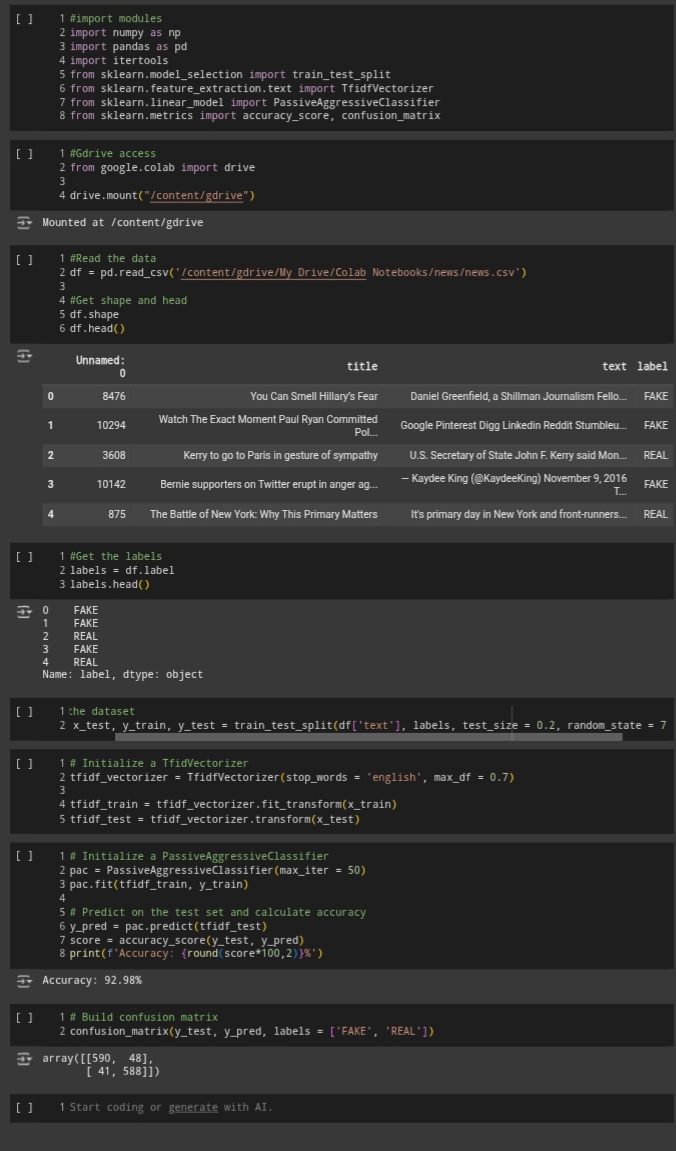 [ ] 1 #import modules
2 import numpy as np
3 import pandas as pd
4 import itertools
5 from sklearn.model_selection import train_test_split
6 from sklearn.feature_extraction.text import TfidfVectorizer
7 from sklearn.linear_model import PassiveAggressiveClassifier
8 from sklearn.metrics import accuracy_score, confusion_matrix
[ ] 1 #Gdrive access
2 from google.colab import drive
3
4 drive.mount("/content/gdrive")
Mounted at /content/gdrive
[ ] 1 #Read the data
2 df = pd.read_csv('/content/gdrive/My Drive/Colab Notebooks/news/news.csv')
3
4 #Get shape and head
5 df.shape
6 df.head()
Unnamed: 0 title text label
0 8476 You Can Smell Hillary's Fear Daniel Greenfield, a Shillman Journalism Fello... FAKE
1 10294 Watch The Exact Moment Paul Ryan Committed Pol... Google Pinterest Digg Linkedin Reddit Stumbleu... FAKE
2 3608 Kerry to go to Paris in gesture of sympathy U.S. Secretary of State John F. Kerry said Mon... REAL
3 10142 Bernie supporters on Twitter erupt in anger ag... — Kaydee King (@KaydeeKing) November 9, 2016 T... FAKE
4 875 The Battle of New York: Why This Primary Matters It's primary day in New York and front-runners... REAL
[ ] 1 #Get the labels
2 labels = df.label
3 labels.head()
0 FAKE
1 FAKE
2 REAL
3 FAKE
4 REAL
Name: label, dtype: object
[ ] 1 the dataset
2 x_test, y_train, y_test = train_test_split(df['text'], labels, test_size = 0.2, random_state = 7
[ ] 1 # Initialize a TfidVectorizer
2 tfidf_vectorizer = TfidfVectorizer(stop_words = 'english', max_df = 0.7)
3
4 tfidf_train = tfidf_vectorizer.fit_transform(x_train)
5 tfidf_test = tfidf_vectorizer.transform(x_test)
[ ] 1 # Initialize a PassiveAggressiveClassifier
2 pac = PassiveAggressiveClassifier(max_iter = 50)
3 pac.fit(tfidf_train, y_train)
4
5 # Predict on the test set and calculate accuracy
6 y_pred = pac.predict(tfidf_test)
7 score = accuracy_score(y_test, y_pred)
8 print(f'Accuracy: {round(score*100,2)}%')
Accuracy: 92.98%
[ ] 1 # Build confusion matrix
2 confusion_matrix(y_test, y_pred, labels = ['FAKE', 'REAL'])
array([[590, 48],
[ 41, 588]])
[ ] 1 Start coding or generate with AI.